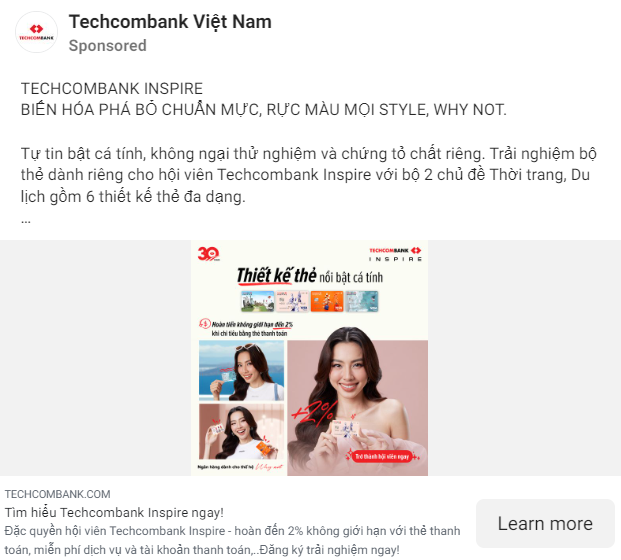 Techcombank Việt Nam
Sponsored
TECHCOMBANK
TECHCOMBANK INSPIRE
BIẾN HÓA PHÁ BỎ CHUẨN MỰC, RỰC MÀU MỌI STYLE, WHY NOT.
Tự tin bật cá tính, không ngại thử nghiệm và chứng tỏ chất riêng. Trải nghiệm bộ
thẻ dành riêng cho hội viên Techcombank Inspire với bộ 2 chủ đề Thời trang, Du
lịch gồm 6 thiết kế thẻ đa dạng.
...
30
TECHCOMBANK
INSPIRE
Thiết kế thẻ nổi bật cá tính
Hoàn tiền không giới hạn đến 2%
khi chi tiêu bằng thẻ thanh toán
+2%
Trở thành hội viên ngay
Ngân hàng dành cho thế hệ Why not
TECHCOMBANK.COM
Tìm hiểu Techcombank Inspire ngay!
Đặc quyền hội viên Techcombank Inspire - hoàn đến 2% không giới hạn với thẻ thanh
toán, miễn phí dịch vụ và tài khoản thanh toán,..Đăng ký trải nghiệm ngay!
Learn more